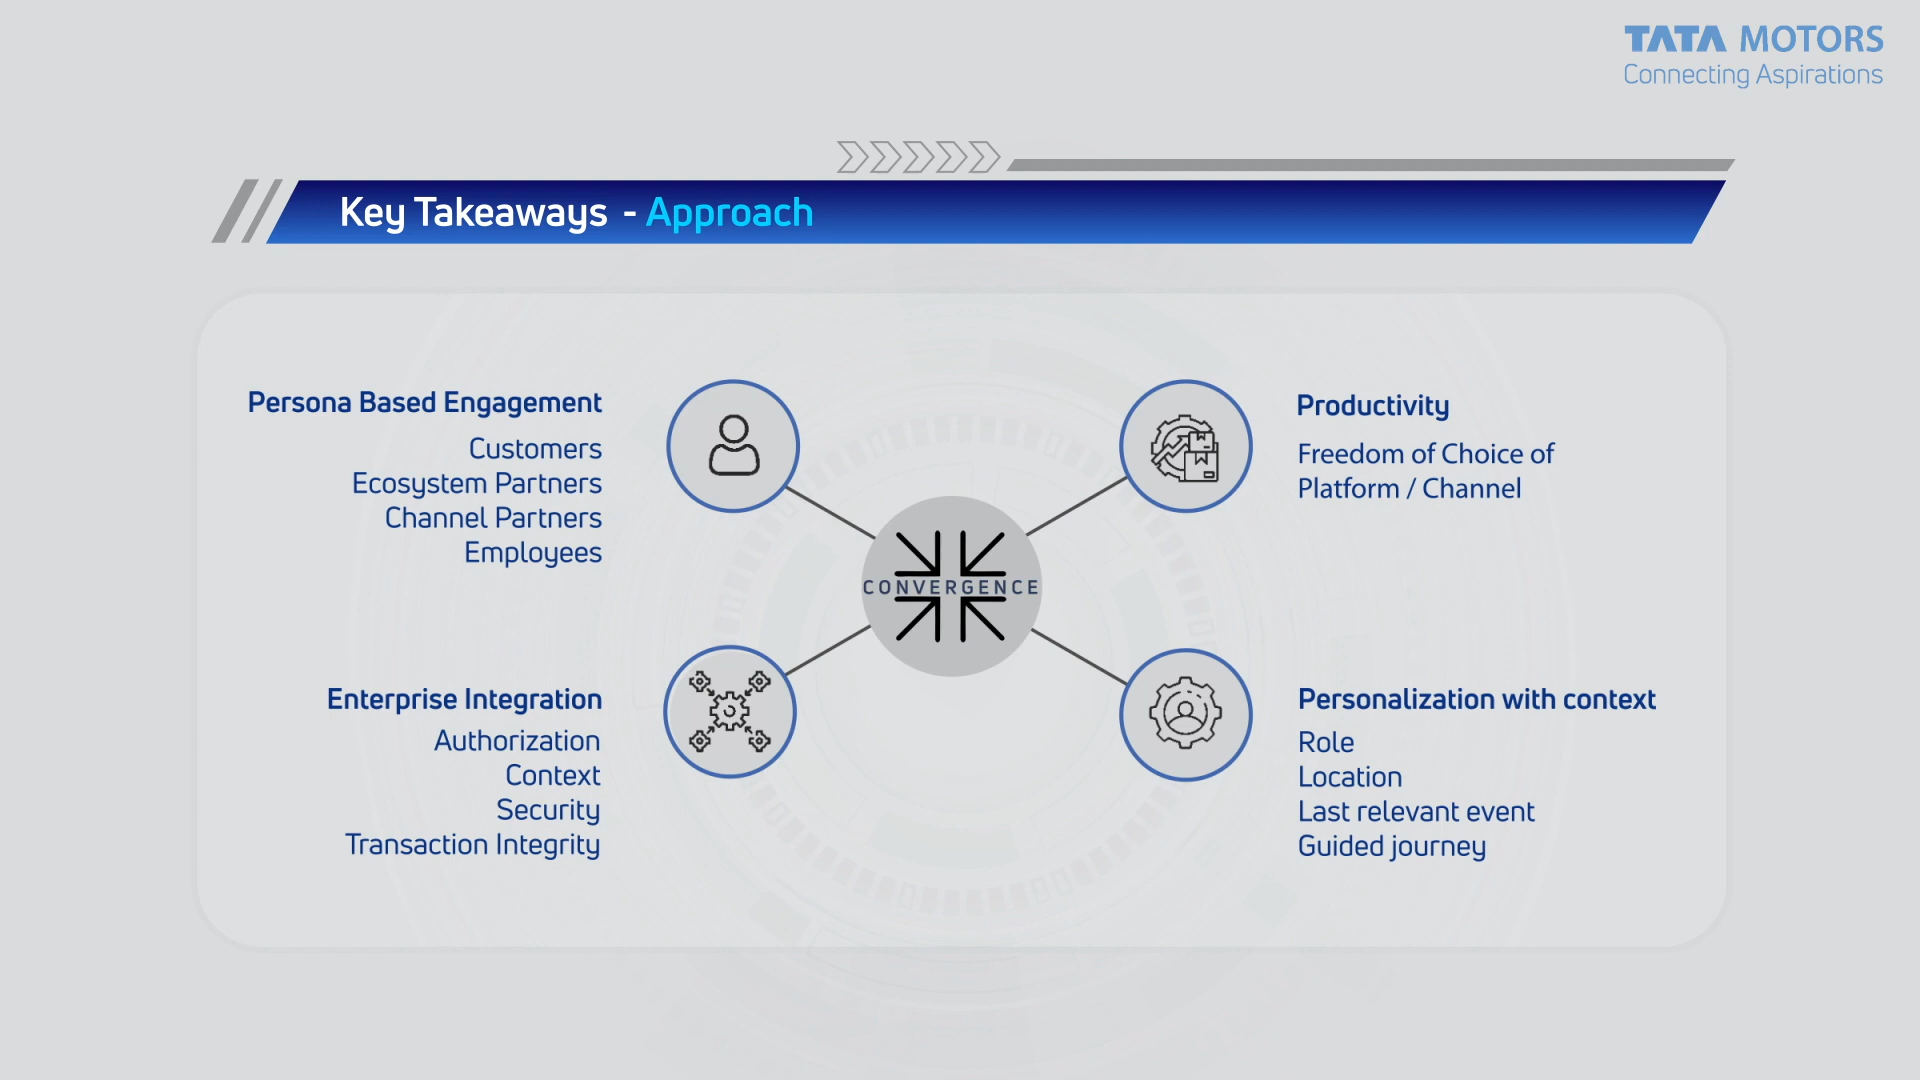 TATA MOTORS
Connecting Aspirations
Key Takeaways - Approach
Persona Based Engagement
Customers
Ecosystem Partners
Channel Partners
Employees
Productivity
Freedom of Choice of
Platform / Channel
CONVERGENCE
Enterprise Integration
Authorization
Context
Security
Transaction Integrity
Personalization with context
Role
Location
Last relevant event
Guided journey